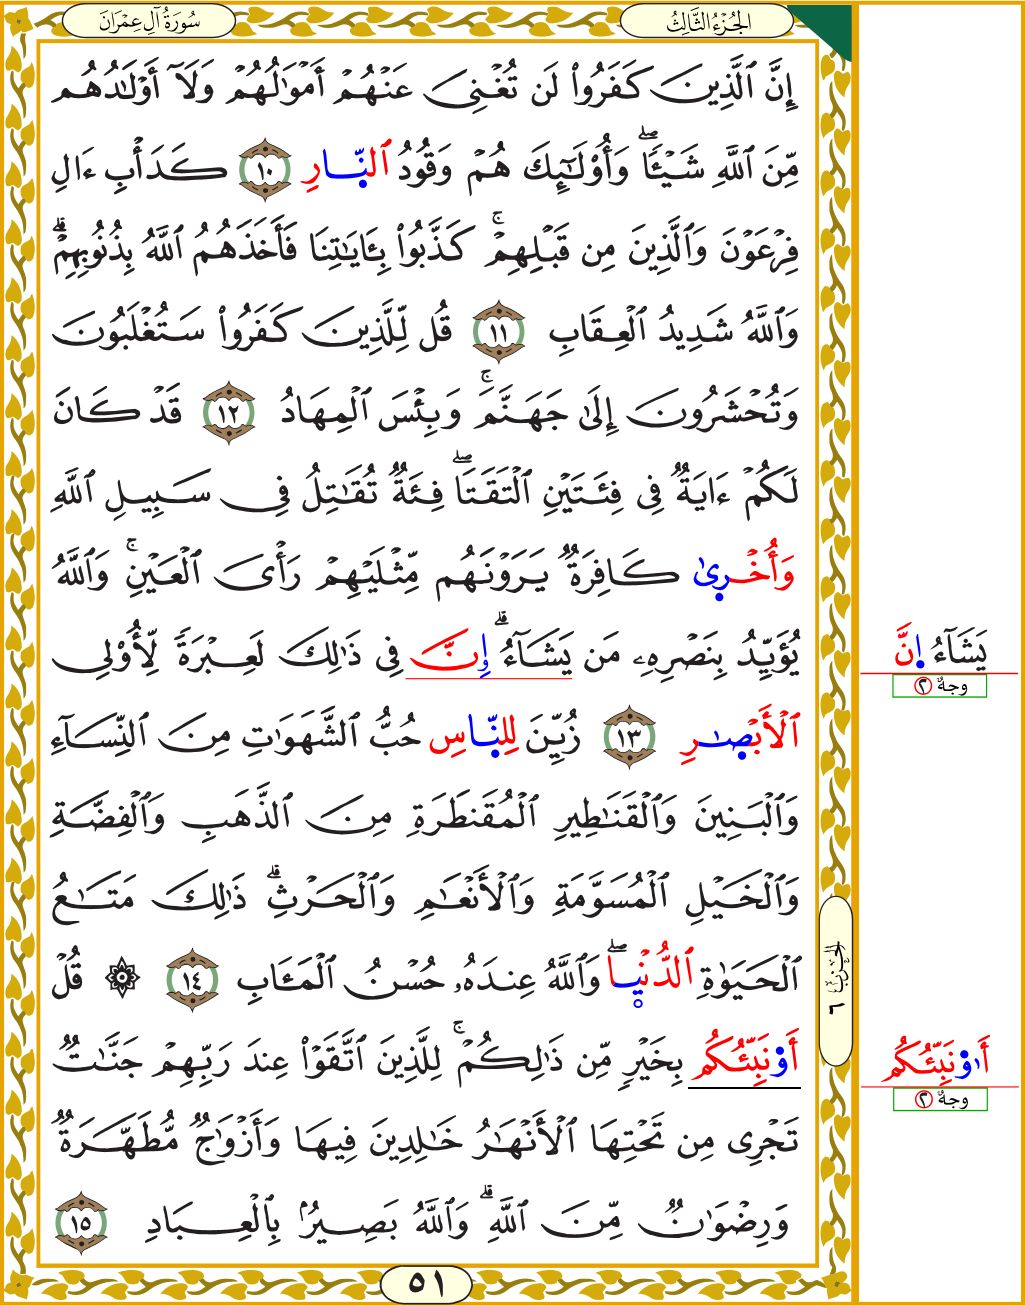 سُورَةُ آلِ عِمْرَانَ
الجُزْءُ الثَّالِثُ
إِنَّ ٱلَّذِينَ كَفَرُوا۟ لَن تُغْنِىَ عَنْهُمْ أَمْوَٰلُهُمْ وَلَآ أَوْلَٰدُهُم
مِّنَ ٱللَّهِ شَيْـًٔا ۖ وَأُو۟لَٰٓئِكَ هُمْ وَقُودُ ٱلنّ۪ارِ ١٠ كَدَأْبِ ءَالِ
فِرْعَوْنَ وَٱلَّذِينَ مِن قَبْلِهِمْ ۚ كَذَّبُوا۟ بِـَٔايَٰتِنَا فَأَخَذَهُمُ ٱللَّهُ بِذُنُوبِهِمْ ۗ
وَٱللَّهُ شَدِيدُ ٱلْعِقَابِ ١١ قُل لِّلَّذِينَ كَفَرُوا۟ سَتُغْلَبُونَ
وَتُحْشَرُونَ إِلَىٰ جَهَنَّمَ ۚ وَبِئْسَ ٱلْمِهَادُ ١٢ قَدْ كَانَ
لَكُمْ ءَايَةٌ فِى فِئَتَيْنِ ٱلْتَقَتَا ۖ فِئَةٌ تُقَٰتِلُ فِى سَبِيلِ ٱللَّهِ
وَأُخْر۪ىٰ كَافِرَةٌ يَرَوْنَهُم مِّثْلَيْهِمْ رَأْىَ ٱلْعَيْنِ ۚ وَٱللَّهُ
يُؤَيِّدُ بِنَصْرِهِۦ مَن يَشَآءُ ۗ إِنَّ فِى ذَٰلِكَ لَعِبْرَةً لِّأُو۟لِى
ٱلْأَبْصٰ۪رِ ١٣ زُيِّنَ لِلنّ۪اسِ حُبُّ ٱلشَّهَوَٰتِ مِنَ ٱلنِّسَآءِ
وَٱلْبَنِينَ وَٱلْقَنَٰطِيرِ ٱلْمُقَنطَرَةِ مِنَ ٱلذَّهَبِ وَٱلْفِضَّةِ
وَٱلْخَيْلِ ٱلْمُسَوَّمَةِ وَٱلْأَنْعَٰمِ وَٱلْحَرْثِ ۗ ذَٰلِكَ مَتَٰعُ
ٱلْحَيَوٰةِ ٱلدُّنْي۪ا ۖ وَٱللَّهُ عِندَهُۥ حُسْنُ ٱلْمَـَٔابِ ١٤ ۞ قُلْ
أَوْ۬نَبِّئُكُم بِخَيْرٍ مِّن ذَٰلِكُمْ ۚ لِلَّذِينَ ٱتَّقَوْا۟ عِندَ رَبِّهِمْ جَنَّٰتٌ
تَجْرِى مِن تَحْتِهَا ٱلْأَنْهَٰرُ خَٰلِدِينَ فِيهَا وَأَزْوَٰجٌ مُّطَهَّرَةٌ
وَرِضْوَٰنٌ مِّنَ ٱللَّهِ ۗ وَٱللَّهُ بَصِيرٌۢ بِٱلْعِبَادِ ١٥
يَشَآءُ ا۪نَّ
وجهٌ ٢
الحزب ٦
أَا۬وْنَبِّئُكُم
وجهٌ ٢
٥١